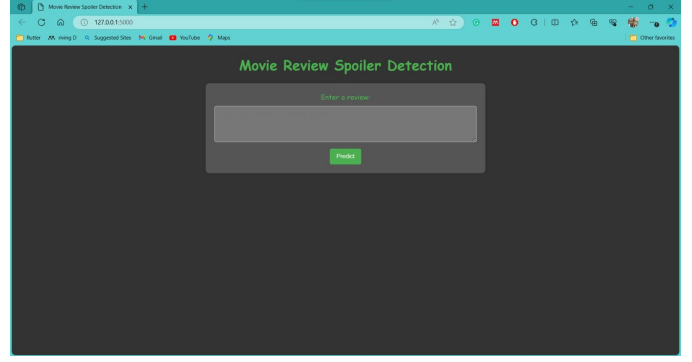 Movie Review Spoiler Detection
127.0.0.1:5000
Rutter
ming D
Suggested Sites
Gmail
YouTube
Maps
Other favorites
Movie Review Spoiler Detection
Enter a review:
Predict